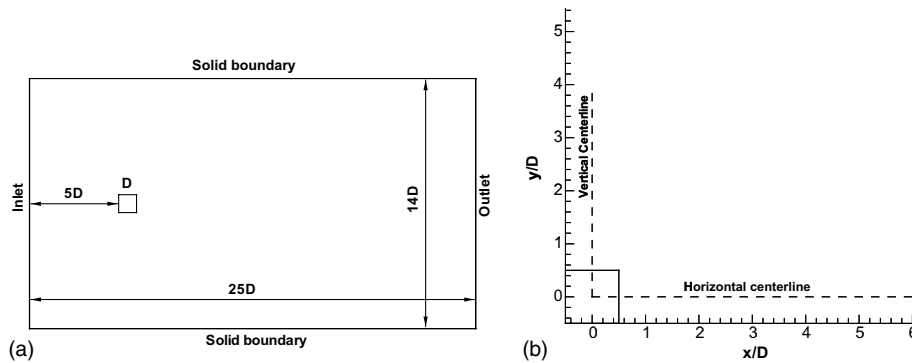 Solid boundary
Inlet
5D
D
14D
Outlet
25D
Solid boundary
(a)
5
4
3
2
1
0
y/D
Vertical Centerline
Horizontal centerline
0 1 2 3 4 5 6
x/D
(b)